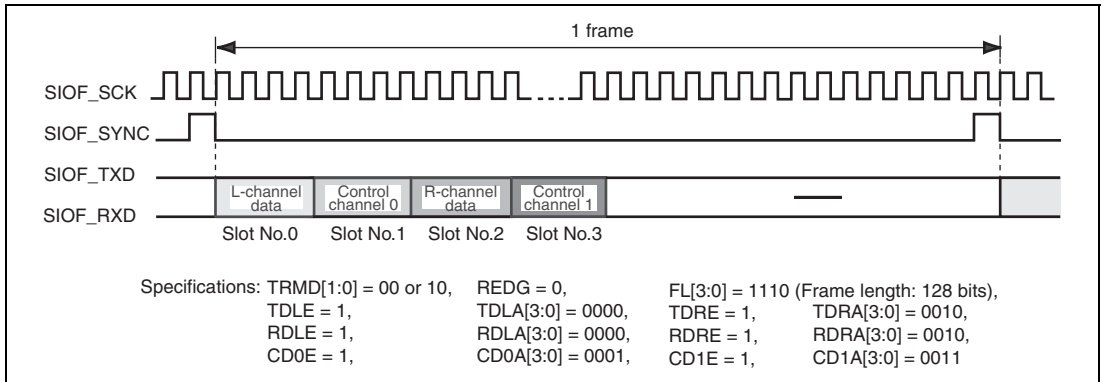 1 frame
SIOF_SCK
SIOF_SYNC
SIOF_TXD
SIOF_RXD
L-channel data
Control channel 0
R-channel data
Control channel 1
Slot No.0 Slot No.1 Slot No.2 Slot No.3
Specifications: TRMD[1:0] = 00 or 10, REDG = 0, FL[3:0] = 1110 (Frame length: 128 bits),
TDLE = 1, TDLA[3:0] = 0000, TDRE = 1, TDRA[3:0] = 0010,
RDLE = 1, RDLA[3:0] = 0000, RDRE = 1, RDRA[3:0] = 0010,
CD0E = 1, CD0A[3:0] = 0001, CD1E = 1, CD1A[3:0] = 0011